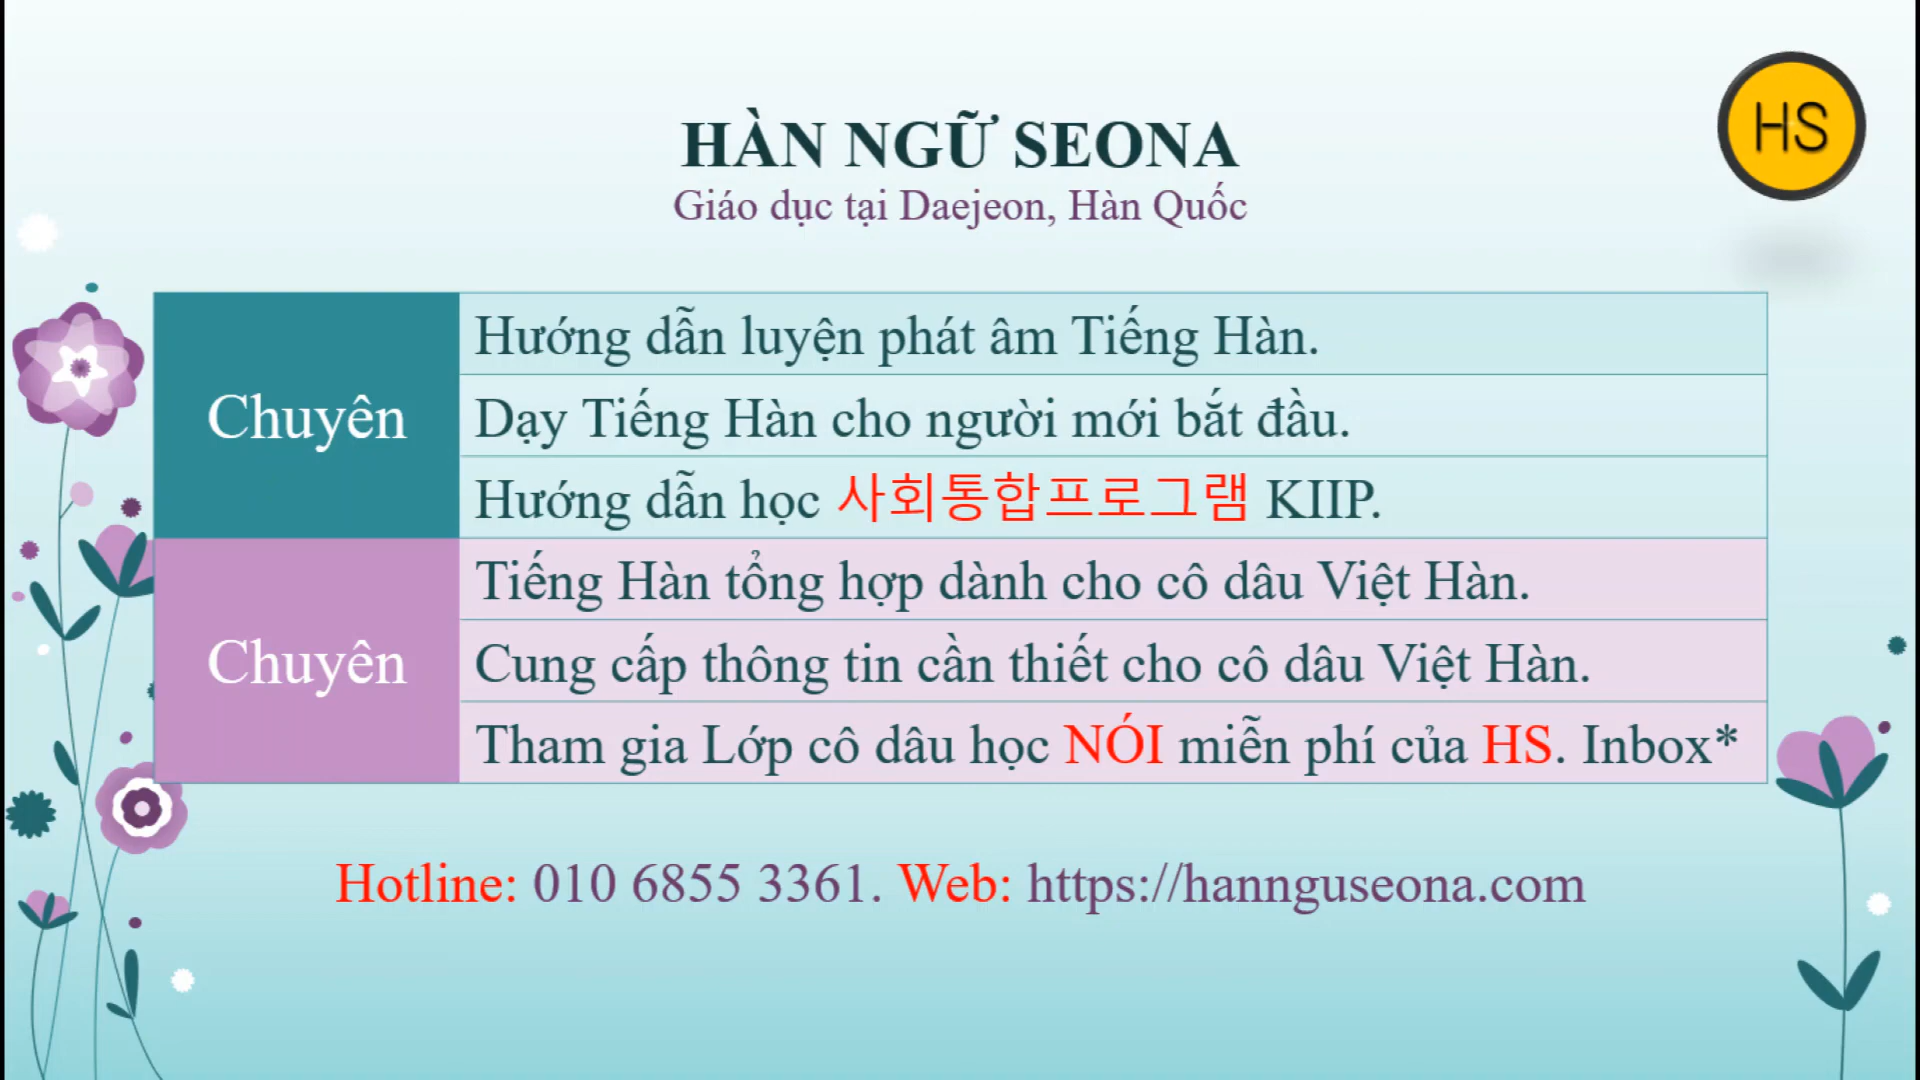 HS
HÀN NGỮ SEONA
Giáo dục tại Daejeon, Hàn Quốc
Chuyên
Hướng dẫn luyện phát âm Tiếng Hàn.
Dạy Tiếng Hàn cho người mới bắt đầu.
Hướng dẫn học 사회통합프로그램 KIIP.
Chuyên
Tiếng Hàn tổng hợp dành cho cô dâu Việt Hàn.
Cung cấp thông tin cần thiết cho cô dâu Việt Hàn.
Tham gia Lớp cô dâu học NÓI miễn phí của HS. Inbox*
Hotline: 010 6855 3361. Web: https://hannguseona.com